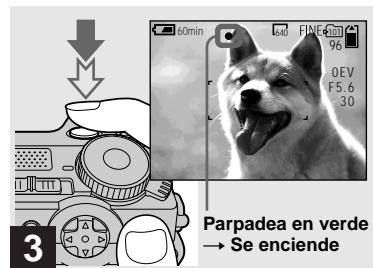 60min 640 FINE 101
96
0EV
F5.6
30
Parpadea en verde
→ Se enciende
3